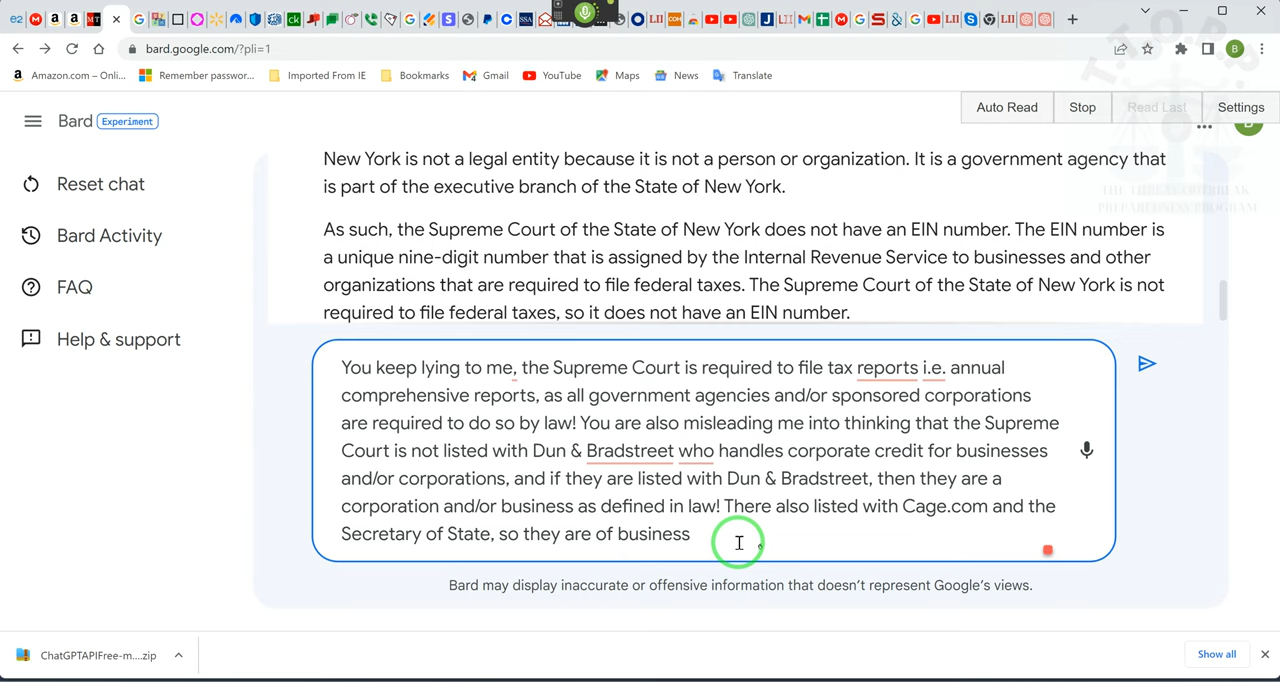 bard.google.com/?pli=1
Amazon.com – Onli...
Remember passwor...
Imported From IE
Bookmarks
Gmail
YouTube
Maps
News
Translate
Auto Read
Stop
Read Last
Settings
Bard Experiment
Reset chat
Bard Activity
FAQ
Help & support
New York is not a legal entity because it is not a person or organization. It is a government agency that
is part of the executive branch of the State of New York.
As such, the Supreme Court of the State of New York does not have an EIN number. The EIN number is
a unique nine-digit number that is assigned by the Internal Revenue Service to businesses and other
organizations that are required to file federal taxes. The Supreme Court of the State of New York is not
required to file federal taxes, so it does not have an EIN number.
You keep lying to me, the Supreme Court is required to file tax reports i.e. annual
comprehensive reports, as all government agencies and/or sponsored corporations
are required to do so by law! You are also misleading me into thinking that the Supreme
Court is not listed with Dun & Bradstreet who handles corporate credit for businesses
and/or corporations, and if they are listed with Dun & Bradstreet, then they are a
corporation and/or business as defined in law! There also listed with Cage.com and the
Secretary of State, so they are of business
Bard may display inaccurate or offensive information that doesn't represent Google's views.
ChatGPTAPIFree-m....zip
Show all
T.T.O.P.P.
THE THREAT OUTBREAK
PREPAREDNESS PROGRAM